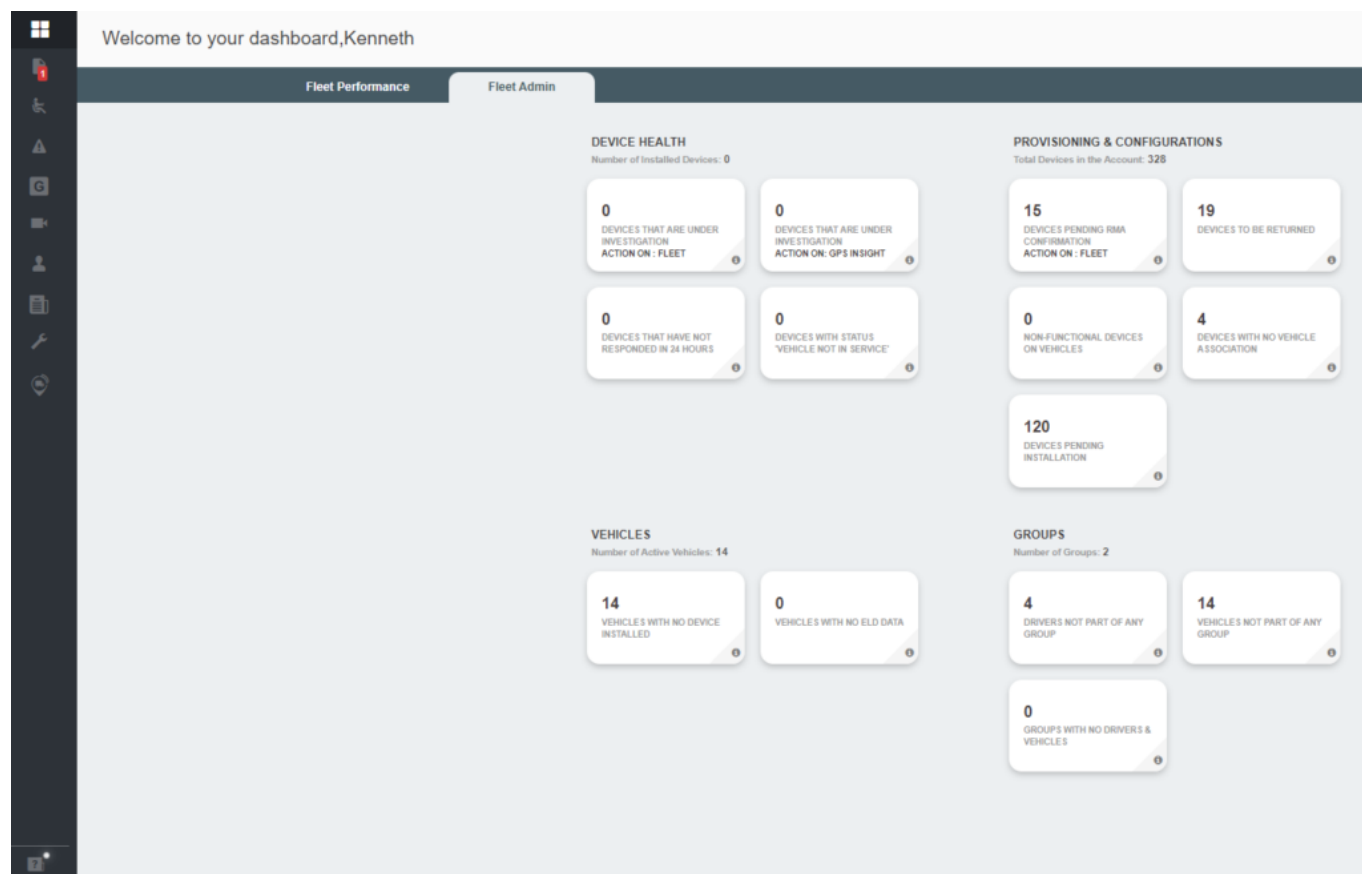 Welcome to your dashboard,Kenneth
1
Fleet Performance
Fleet Admin
G
DEVICE HEALTH
Number of Installed Devices: 0
0
DEVICES THAT ARE UNDER
INVESTIGATION
ACTION ON : FLEET
0
DEVICES THAT ARE UNDER
INVESTIGATION
ACTION ON: GPS INSIGHT
0
DEVICES THAT HAVE NOT
RESPONDED IN 24 HOURS
0
DEVICES WITH STATUS
'VEHICLE NOT IN SERVICE'
PROVISIONING & CONFIGURATIONS
Total Devices in the Account: 328
15
DEVICES PENDING RMA
CONFIRMATION
ACTION ON : FLEET
19
DEVICES TO BE RETURNED
0
NON-FUNCTIONAL DEVICES
ON VEHICLES
4
DEVICES WITH NO VEHICLE
ASSOCIATION
120
DEVICES PENDING
INSTALLATION
VEHICLES
Number of Active Vehicles: 14
14
VEHICLES WITH NO DEVICE
INSTALLED
0
VEHICLES WITH NO ELD DATA
GROUPS
Number of Groups: 2
4
DRIVERS NOT PART OF ANY
GROUP
14
VEHICLES NOT PART OF ANY
GROUP
0
GROUPS WITH NO DRIVERS &
VEHICLES
?